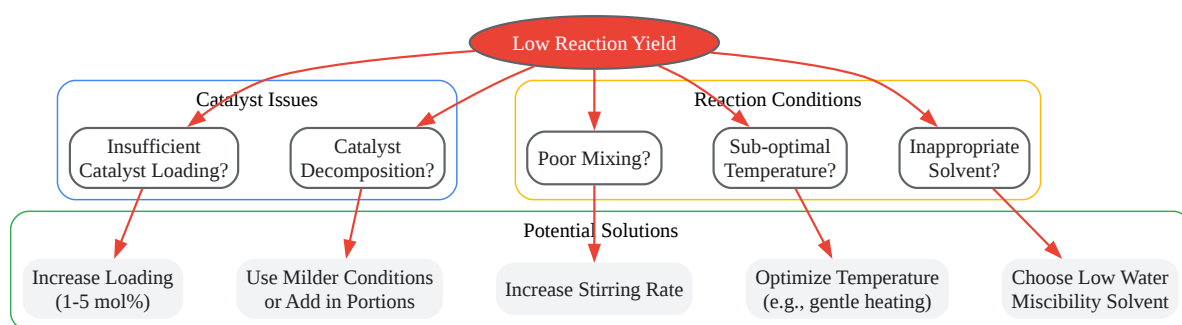 Low Reaction Yield
Catalyst Issues
Reaction Conditions
Insufficient
Catalyst Loading?
Catalyst
Decomposition?
Poor Mixing?
Sub-optimal
Temperature?
Inappropriate
Solvent?
Potential Solutions
Increase Loading
(1-5 mol%)
Use Milder Conditions
or Add in Portions
Increase Stirring Rate
Optimize Temperature
(e.g., gentle heating)
Choose Low Water
Miscibility Solvent